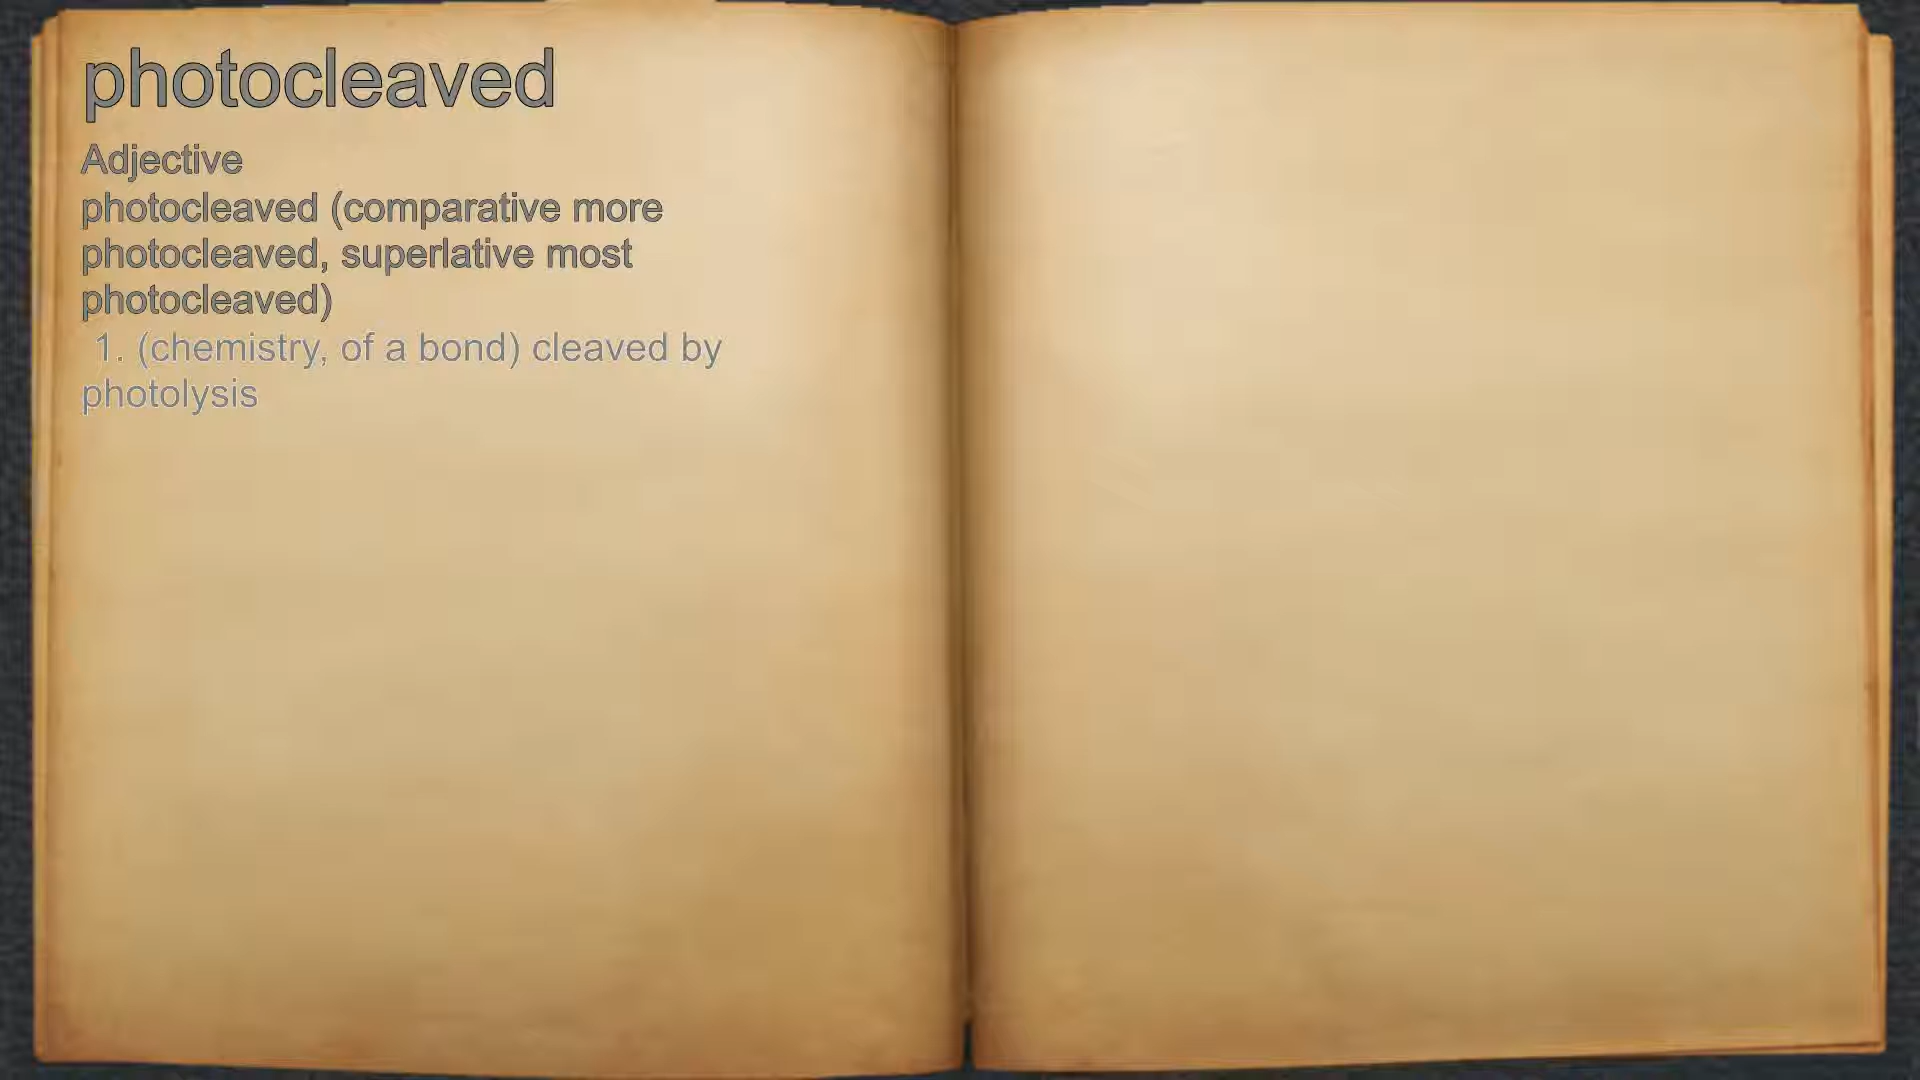 photocleaved
Adjective
photocleaved (comparative more
photocleaved, superlative most
photocleaved)
1. (chemistry, of a bond) cleaved by
photolysis